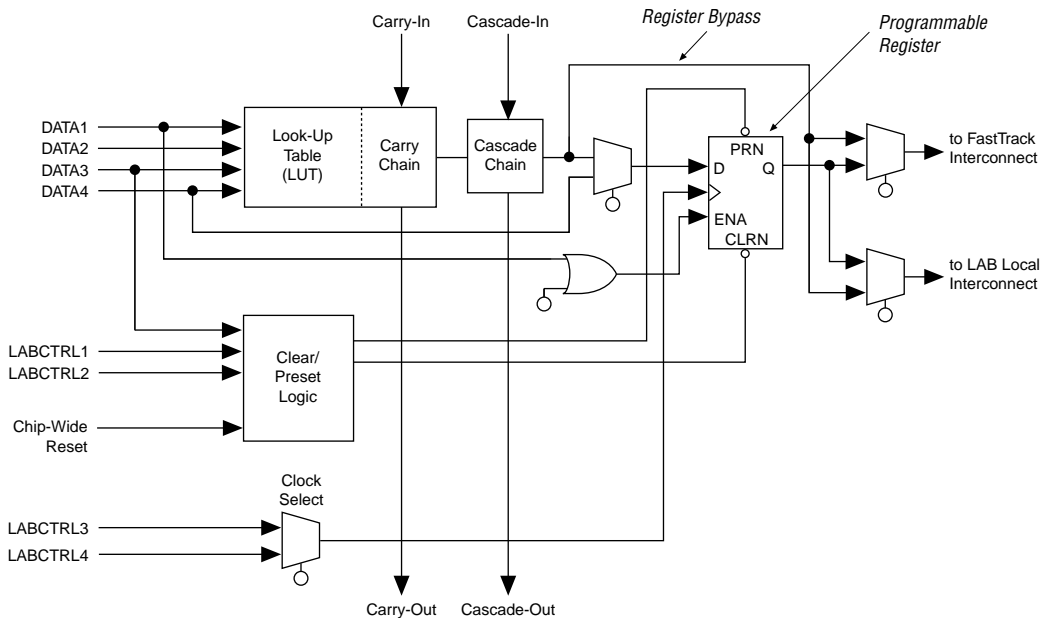 Carry-In
Cascade-In
Register Bypass
Programmable
Register
DATA1
DATA2
DATA3
DATA4
Look-Up
Table
(LUT)
Carry
Chain
Cascade
Chain
PRN
D
Q
ENA
CLRN
to FastTrack
Interconnect
to LAB Local
Interconnect
LABCTRL1
LABCTRL2
Clear/
Preset
Logic
Chip-Wide
Reset
Clock
Select
LABCTRL3
LABCTRL4
Carry-Out
Cascade-Out